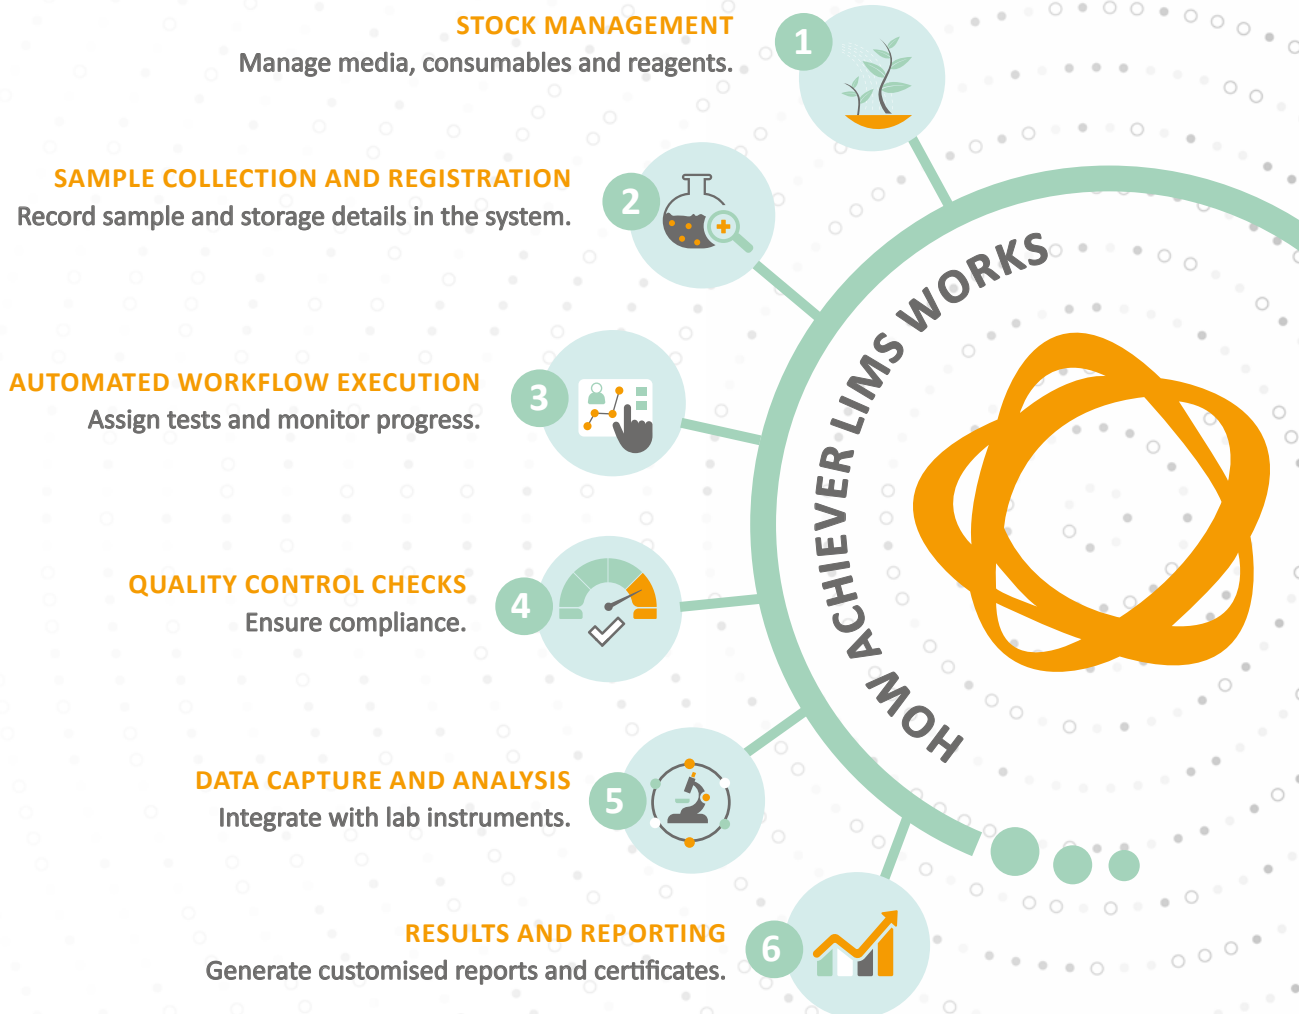 STOCK MANAGEMENT
Manage media, consumables and reagents.
1
SAMPLE COLLECTION AND REGISTRATION
Record sample and storage details in the system.
2
AUTOMATED WORKFLOW EXECUTION
Assign tests and monitor progress.
3
QUALITY CONTROL CHECKS
Ensure compliance.
4
DATA CAPTURE AND ANALYSIS
Integrate with lab instruments.
5
RESULTS AND REPORTING
Generate customised reports and certificates.
6
HOW ACHIEVER LIMS WORKS